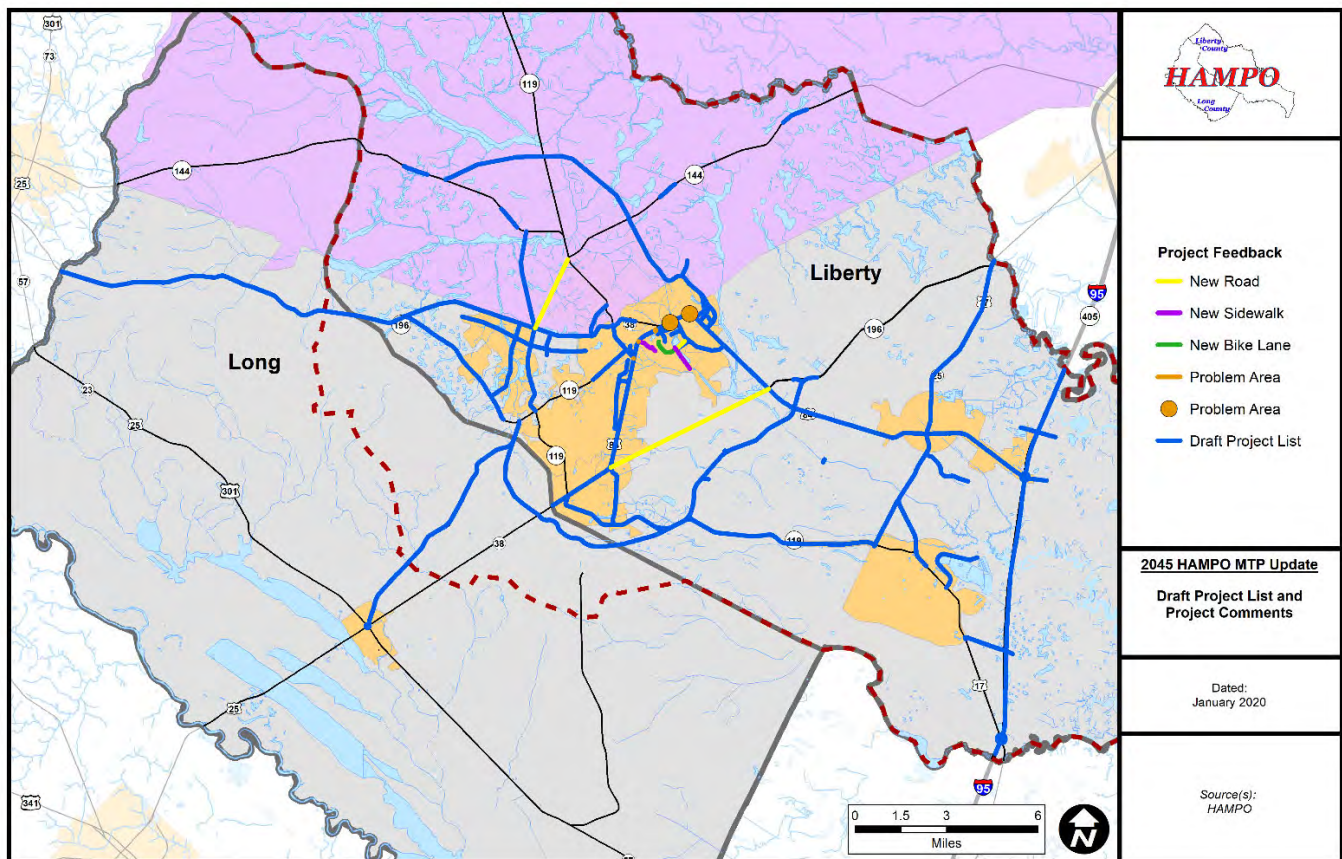 301
73
119
144
144
25
57
Liberty
95
405
17
196
196
38
Long
119
23
25
84
119
84
301
38
119
25
17
341
95
0 1.5 3 6
Miles
N
Liberty
County
HAMPO
Long
County
Project Feedback
New Road
New Sidewalk
New Bike Lane
Problem Area
Problem Area
Draft Project List
2045 HAMPO MTP Update
Draft Project List and
Project Comments
Dated:
January 2020
Source(s):
HAMPO